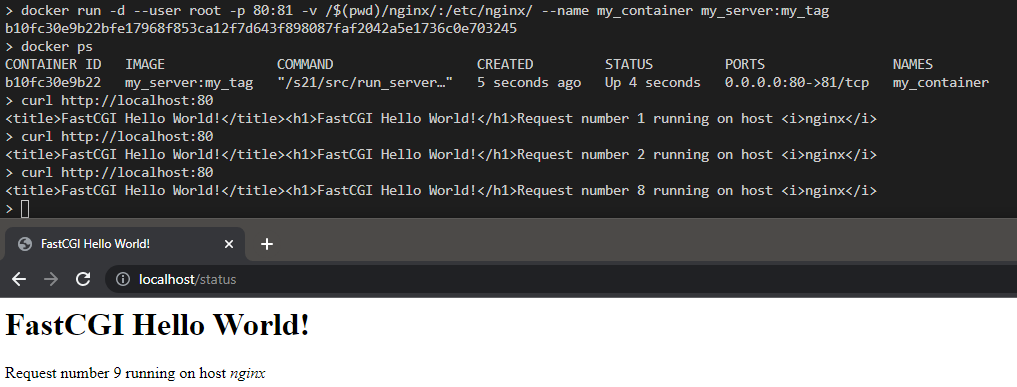 > docker run -d --user root -p 80:81 -v /$(pwd)/nginx/:/etc/nginx/ --name my_container my_server:my_tag
b10fc30e9b22bfe17968f853ca12f7d643f898087faf2042a5e1736c0e703245
> docker ps
CONTAINER ID   IMAGE              COMMAND                  CREATED         STATUS         PORTS                NAMES
b10fc30e9b22   my_server:my_tag   "/s21/src/run_server…"   5 seconds ago   Up 4 seconds   0.0.0.0:80->81/tcp   my_container
> curl http://localhost:80
<title>FastCGI Hello World!</title><h1>FastCGI Hello World!</h1>Request number 1 running on host <i>nginx</i>
> curl http://localhost:80
<title>FastCGI Hello World!</title><h1>FastCGI Hello World!</h1>Request number 2 running on host <i>nginx</i>
> curl http://localhost:80
<title>FastCGI Hello World!</title><h1>FastCGI Hello World!</h1>Request number 8 running on host <i>nginx</i>
>
FastCGI Hello World!
localhost/status
FastCGI Hello World!
Request number 9 running on host nginx